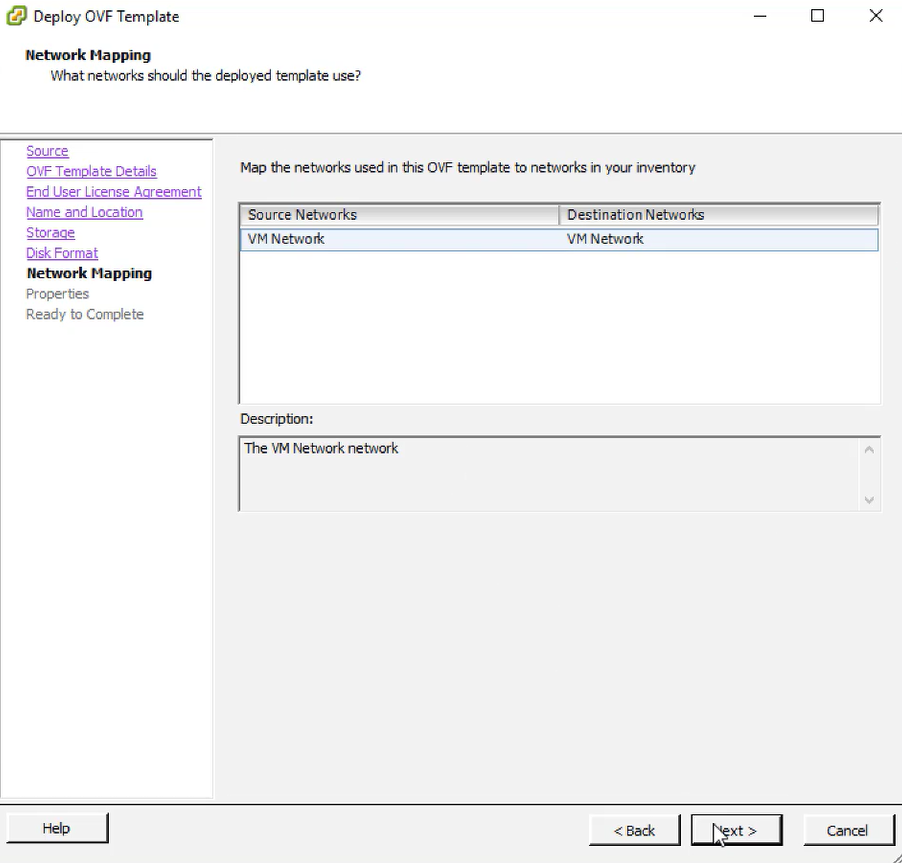 Deploy OVF Template
Network Mapping
What networks should the deployed template use?
Source
OVF Template Details
End User License Agreement
Name and Location
Storage
Disk Format
Network Mapping
Properties
Ready to Complete
Map the networks used in this OVF template to networks in your inventory
Source Networks Destination Networks
VM Network VM Network
Description:
The VM Network network
Help < Back Next > Cancel